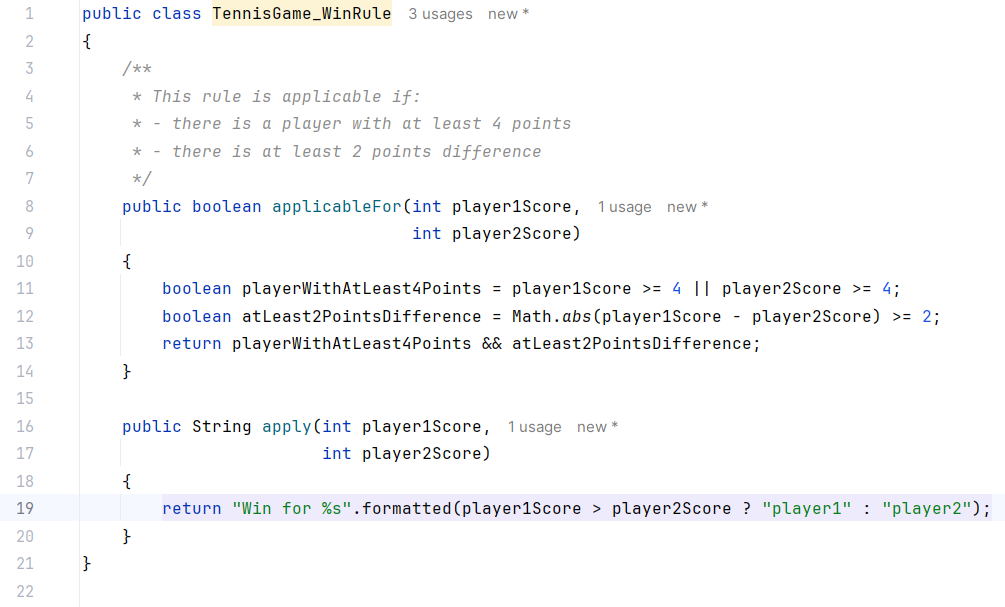 1 public class TennisGame_WinRule 3 usages new *
2 {
3 /**
4 * This rule is applicable if:
5 * - there is a player with at least 4 points
6 * - there is at least 2 points difference
7 */
8 public boolean applicableFor(int player1Score, 1 usage new *
9 int player2Score)
10 {
11 boolean playerWithAtLeast4Points = player1Score >= 4 || player2Score >= 4;
12 boolean atLeast2PointsDifference = Math.abs(player1Score - player2Score) >= 2;
13 return playerWithAtLeast4Points && atLeast2PointsDifference;
14 }
15
16 public String apply(int player1Score, 1 usage new *
17 int player2Score)
18 {
19 return "Win for %s".formatted(player1Score > player2Score ? "player1" : "player2");
20 }
21 }
22